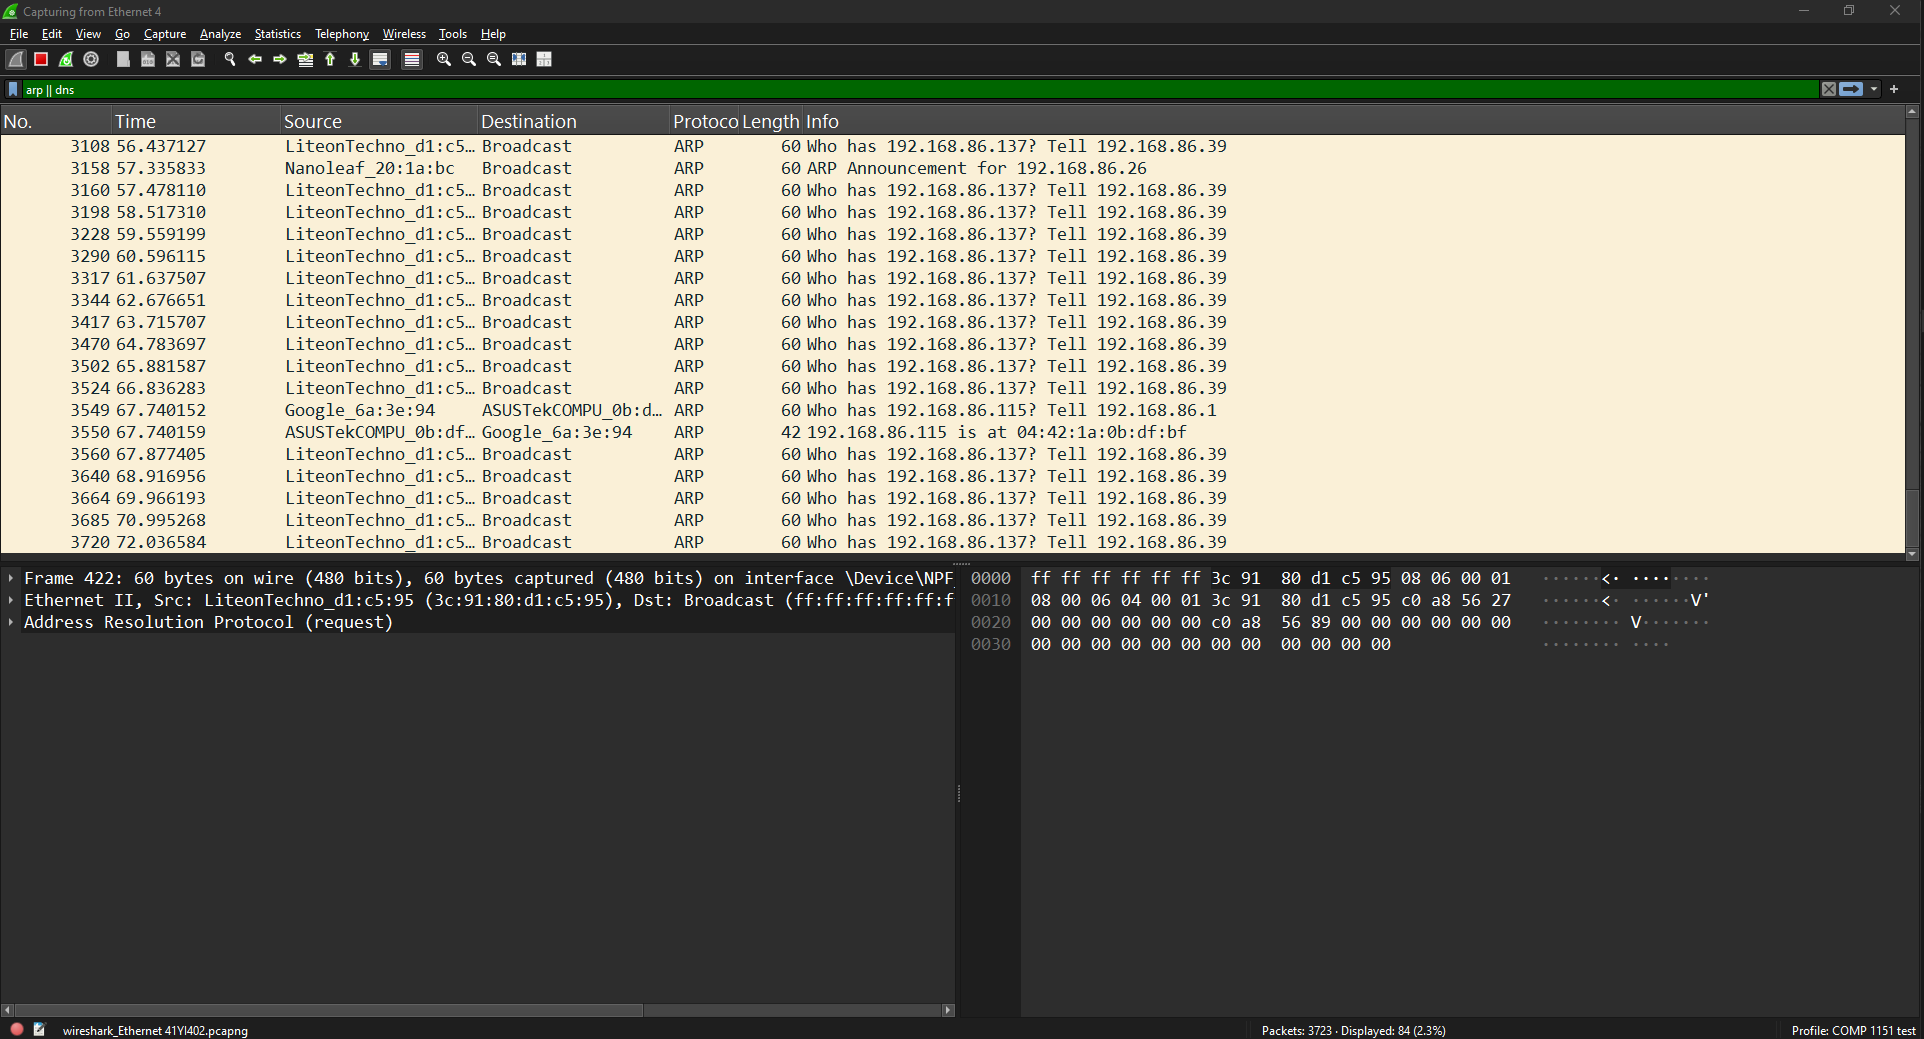 Capturing from Ethernet 4
File Edit View Go Capture Analyze Statistics Telephony Wireless Tools Help
arp || dns
No. Time Source Destination Protoco Length Info
3108 56.437127 LiteonTechno_d1:c5… Broadcast ARP 60 Who has 192.168.86.137? Tell 192.168.86.39
3158 57.335833 Nanoleaf_20:1a:bc Broadcast ARP 60 ARP Announcement for 192.168.86.26
3160 57.478110 LiteonTechno_d1:c5… Broadcast ARP 60 Who has 192.168.86.137? Tell 192.168.86.39
3198 58.517310 LiteonTechno_d1:c5… Broadcast ARP 60 Who has 192.168.86.137? Tell 192.168.86.39
3228 59.559199 LiteonTechno_d1:c5… Broadcast ARP 60 Who has 192.168.86.137? Tell 192.168.86.39
3290 60.596115 LiteonTechno_d1:c5… Broadcast ARP 60 Who has 192.168.86.137? Tell 192.168.86.39
3317 61.637507 LiteonTechno_d1:c5… Broadcast ARP 60 Who has 192.168.86.137? Tell 192.168.86.39
3344 62.676651 LiteonTechno_d1:c5… Broadcast ARP 60 Who has 192.168.86.137? Tell 192.168.86.39
3417 63.715707 LiteonTechno_d1:c5… Broadcast ARP 60 Who has 192.168.86.137? Tell 192.168.86.39
3470 64.783697 LiteonTechno_d1:c5… Broadcast ARP 60 Who has 192.168.86.137? Tell 192.168.86.39
3502 65.881587 LiteonTechno_d1:c5… Broadcast ARP 60 Who has 192.168.86.137? Tell 192.168.86.39
3524 66.836283 LiteonTechno_d1:c5… Broadcast ARP 60 Who has 192.168.86.137? Tell 192.168.86.39
3549 67.740152 Google_6a:3e:94 ASUSTekCOMPU_0b:d… ARP 60 Who has 192.168.86.115? Tell 192.168.86.1
3550 67.740159 ASUSTekCOMPU_0b:df… Google_6a:3e:94 ARP 42 192.168.86.115 is at 04:42:1a:0b:df:bf
3560 67.877405 LiteonTechno_d1:c5… Broadcast ARP 60 Who has 192.168.86.137? Tell 192.168.86.39
3640 68.916956 LiteonTechno_d1:c5… Broadcast ARP 60 Who has 192.168.86.137? Tell 192.168.86.39
3664 69.966193 LiteonTechno_d1:c5… Broadcast ARP 60 Who has 192.168.86.137? Tell 192.168.86.39
3685 70.995268 LiteonTechno_d1:c5… Broadcast ARP 60 Who has 192.168.86.137? Tell 192.168.86.39
3720 72.036584 LiteonTechno_d1:c5… Broadcast ARP 60 Who has 192.168.86.137? Tell 192.168.86.39
Frame 422: 60 bytes on wire (480 bits), 60 bytes captured (480 bits) on interface \Device\NPF_
Ethernet II, Src: LiteonTechno_d1:c5:95 (3c:91:80:d1:c5:95), Dst: Broadcast (ff:ff:ff:ff:ff:f
Address Resolution Protocol (request)
0000 ff ff ff ff ff ff 3c 91 80 d1 c5 95 08 06 00 01 ······<· ········
0010 08 00 06 04 00 01 3c 91 80 d1 c5 95 c0 a8 56 27 ······<· ······V'
0020 00 00 00 00 00 00 c0 a8 56 89 00 00 00 00 00 00 ········ V·······
0030 00 00 00 00 00 00 00 00 00 00 00 00 ········ ····
wireshark_Ethernet 41YI402.pcapng
Packets: 3723 · Displayed: 84 (2.3%)
Profile: COMP 1151 test